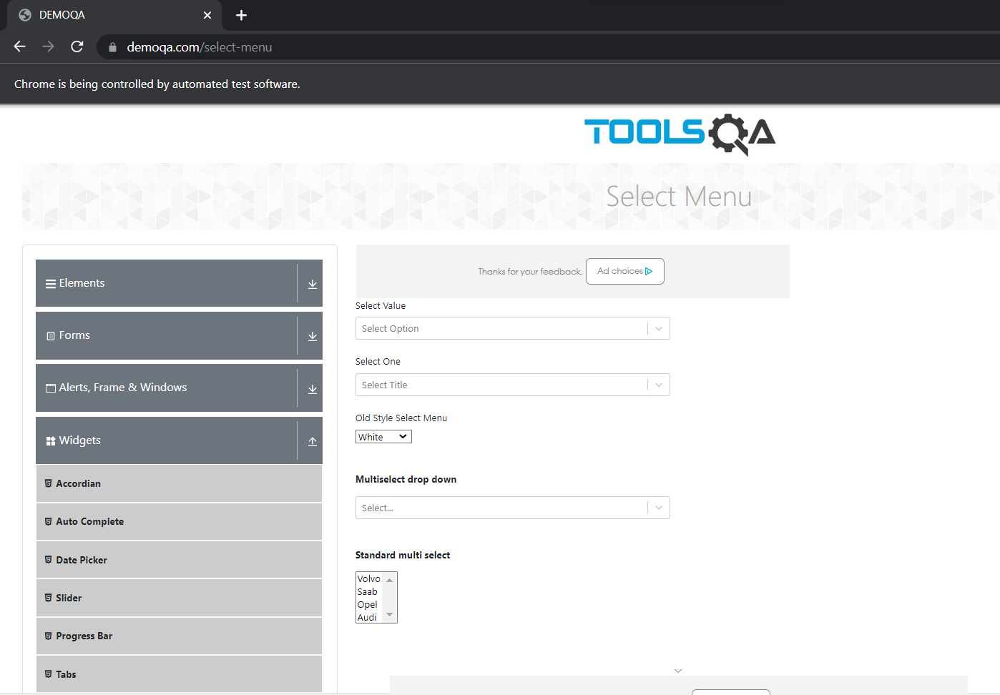 DEMOQA
demoqa.com/select-menu
Chrome is being controlled by automated test software.
TOOLSQA
Select Menu
Elements
Forms
Alerts, Frame & Windows
Widgets
Accordian
Auto Complete
Date Picker
Slider
Progress Bar
Tabs
Thanks for your feedback. Ad choices
Select Value
Select Option
Select One
Select Title
Old Style Select Menu
White
Multiselect drop down
Select...
Standard multi select
Volvo
Saab
Opel
Audi